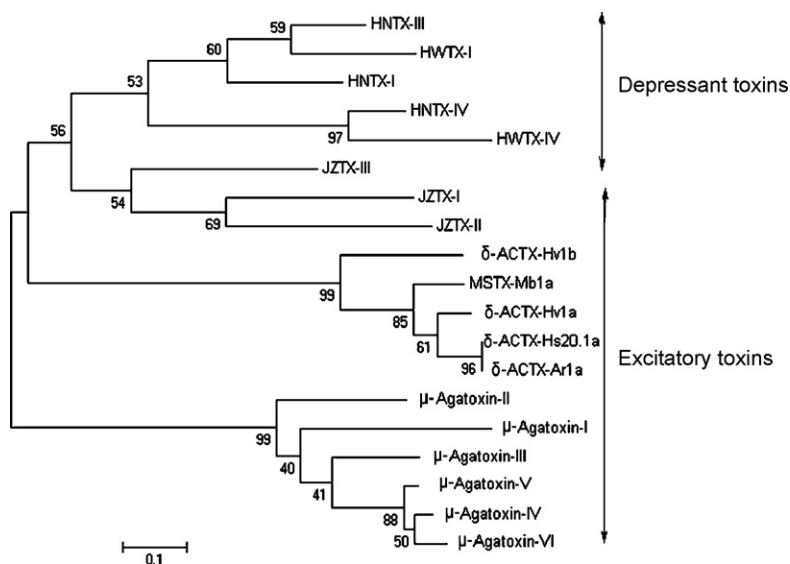 HNTX-III
59
HWTX-I
60
HNTX-I
53
Depressant toxins
HNTX-IV
97
HWTX-IV
56
JZTX-III
54
JZTX-I
69
JZTX-II
δ-ACTX-Hv1b
99
MSTX-Mb1a
85
δ-ACTX-Hv1a
61
δ-ACTX-Hs20.1a
96
δ-ACTX-Ar1a
Excitatory toxins
μ-Agatoxin-II
99
μ-Agatoxin-I
40
μ-Agatoxin-III
41
μ-Agatoxin-V
88
μ-Agatoxin-IV
50
μ-Agatoxin-VI
0.1